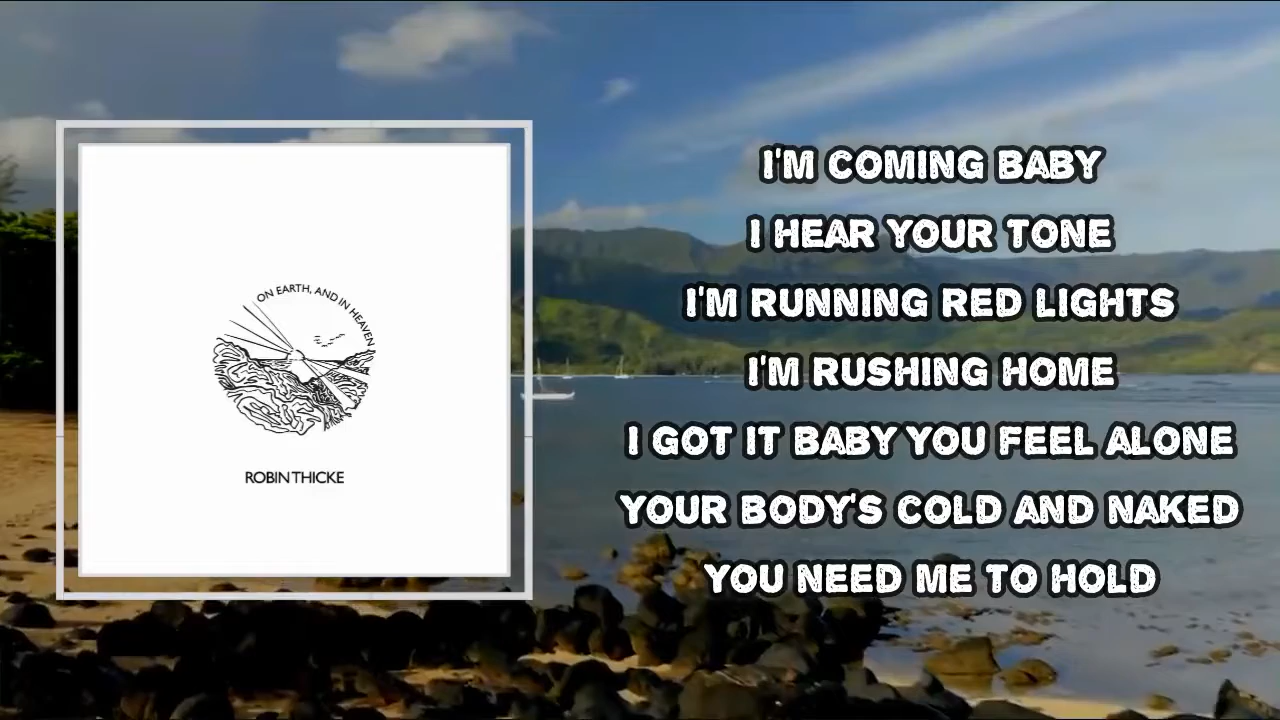 ON EARTH, AND IN HEAVEN
ROBIN THICKE
I'M COMING BABY
I HEAR YOUR TONE
I'M RUNNING RED LIGHTS
I'M RUSHING HOME
I GOT IT BABY YOU FEEL ALONE
YOUR BODY'S COLD AND NAKED
YOU NEED ME TO HOLD